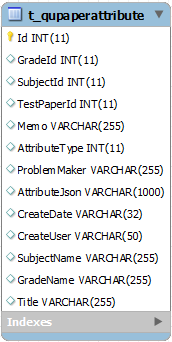 t_qupaperattribute
Id INT(11)
GradeId INT(11)
SubjectId INT(11)
TestPaperId INT(11)
Memo VARCHAR(255)
AttributeType INT(11)
ProblemMaker VARCHAR(255)
AttributeJson VARCHAR(1000)
CreateDate VARCHAR(32)
CreateUser VARCHAR(50)
SubjectName VARCHAR(255)
GradeName VARCHAR(255)
Title VARCHAR(255)
Indexes